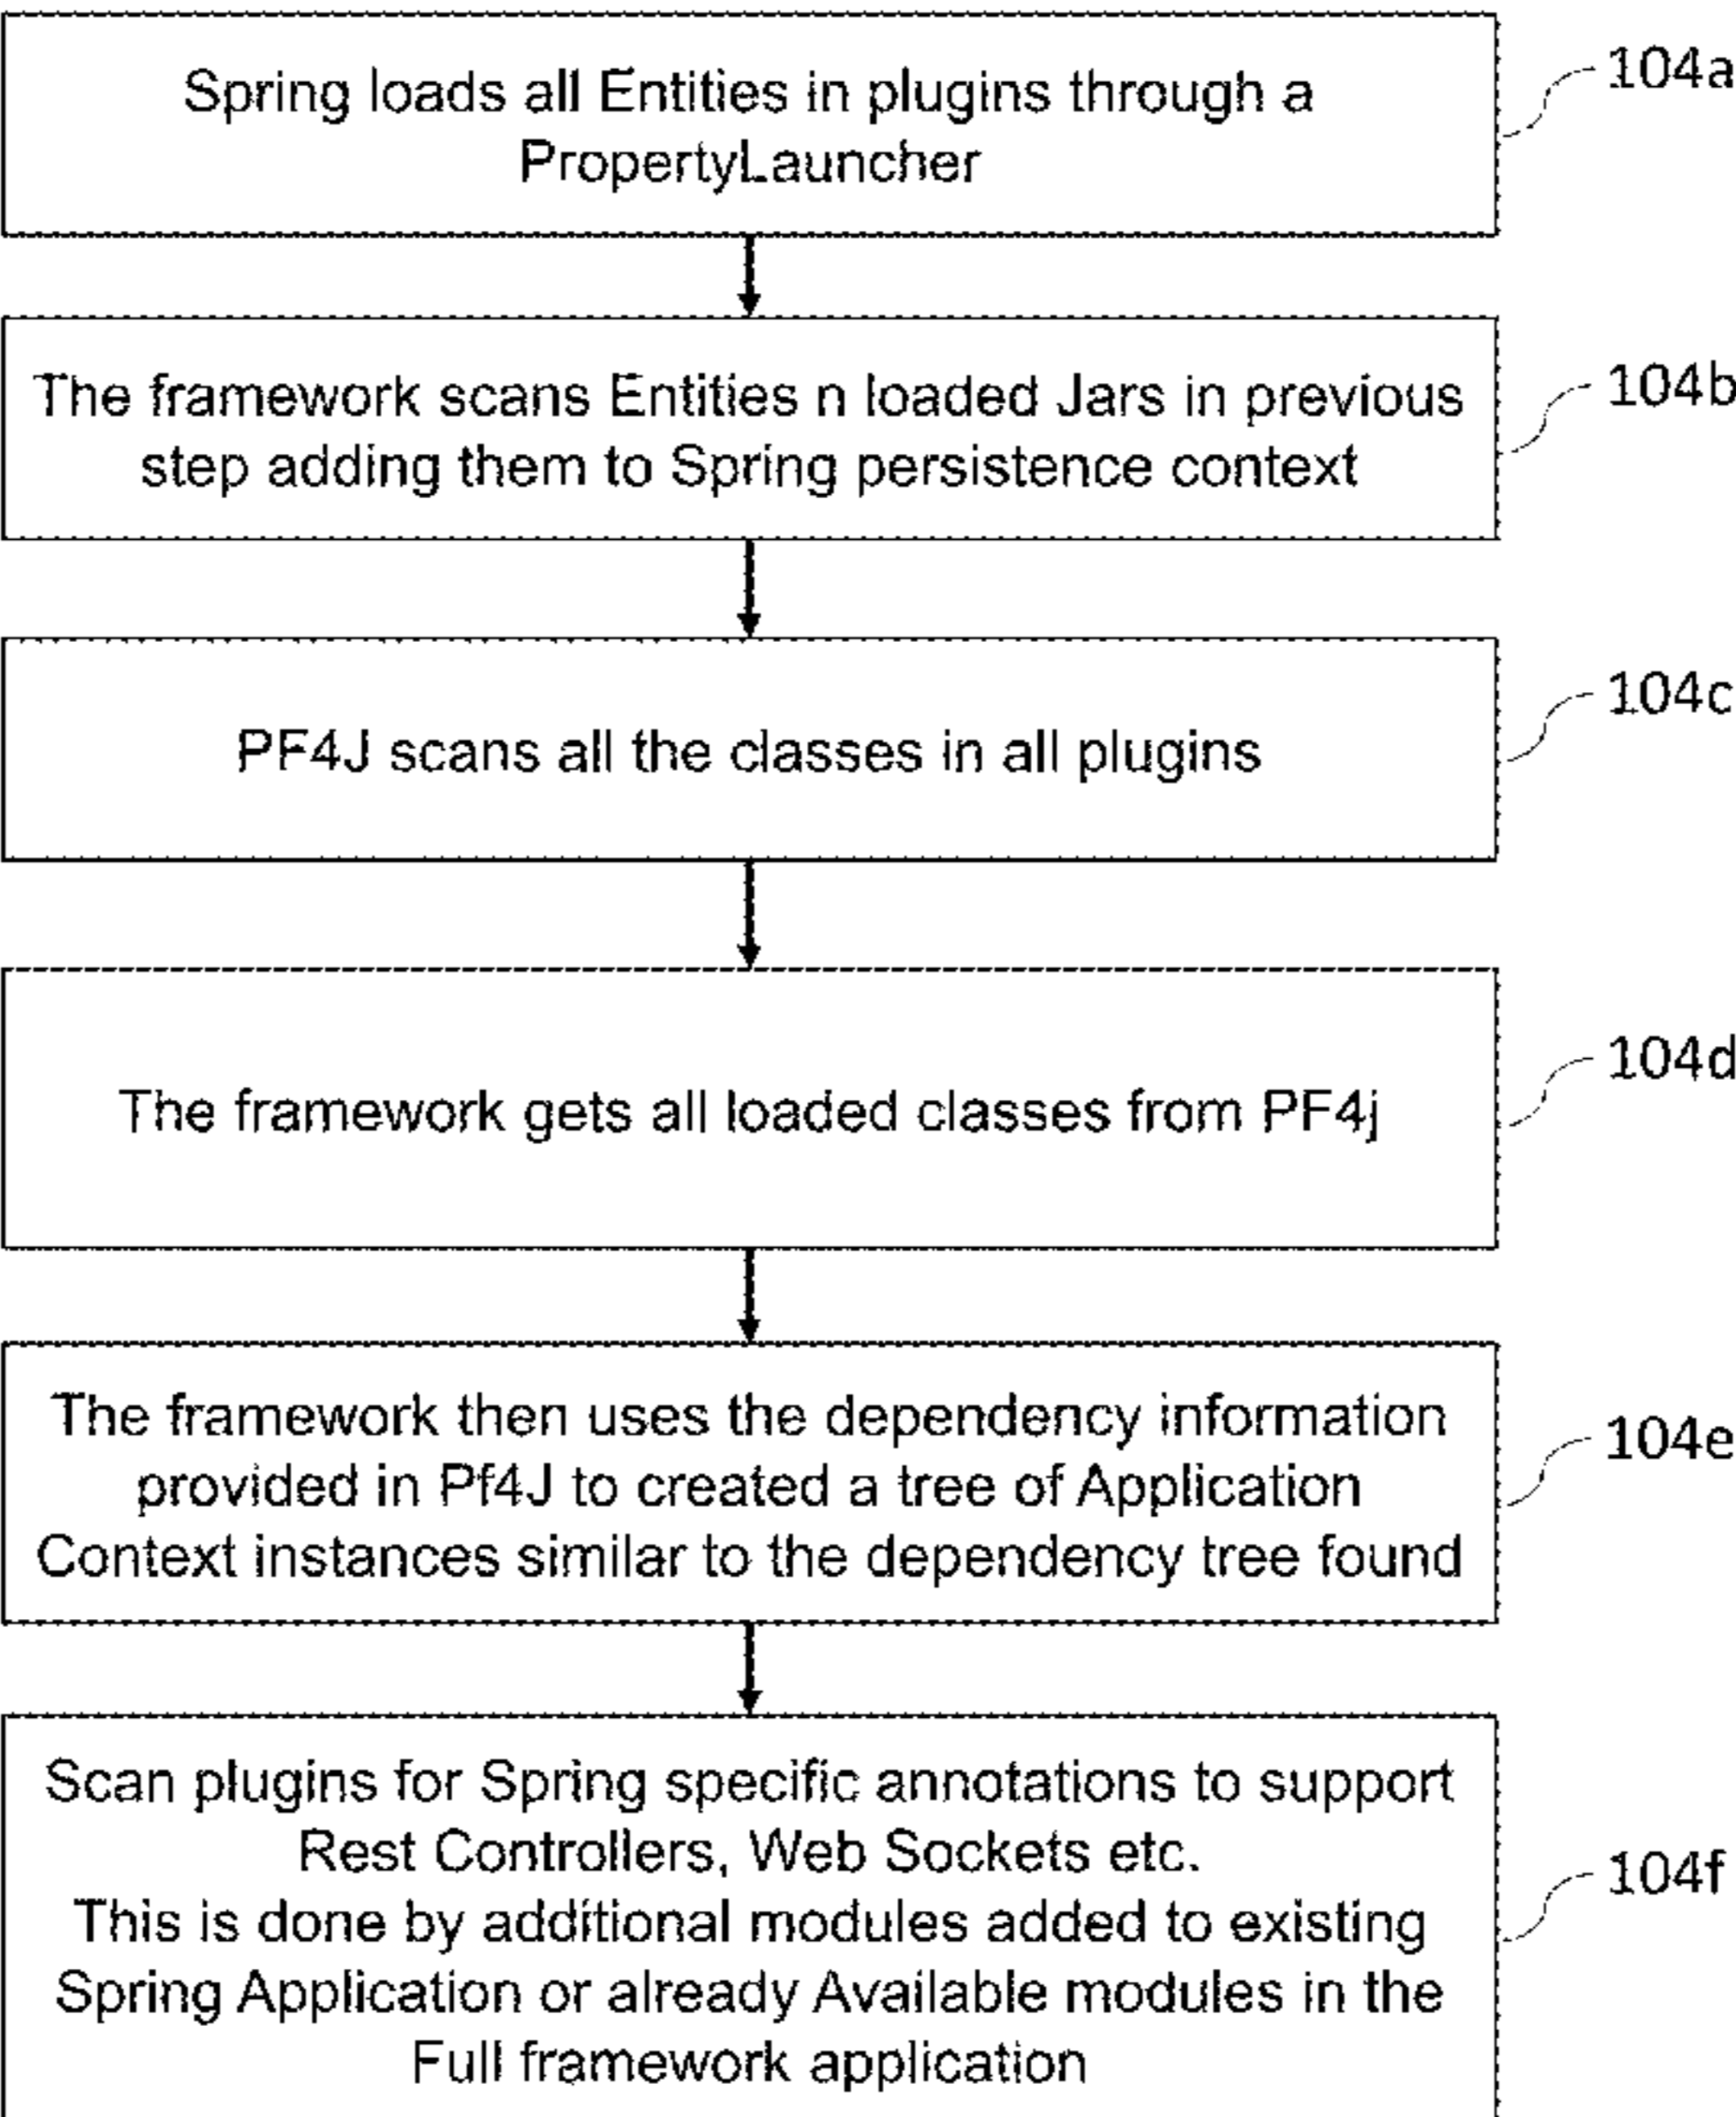 Spring loads all Entities in plugins through a
PropertyLauncher
104a
The framework scans Entities n loaded Jars in previous
step adding them to Spring persistence context
104b
PF4J scans all the classes in all plugins
104c
The framework gets all loaded classes from PF4j
104d
The framework then uses the dependency information
provided in Pf4J to created a tree of Application
Context instances similar to the dependency tree found
104e
Scan plugins for Spring specific annotations to support
Rest Controllers, Web Sockets etc.
This is done by additional modules added to existing
Spring Application or already Available modules in the
Full framework application
104f